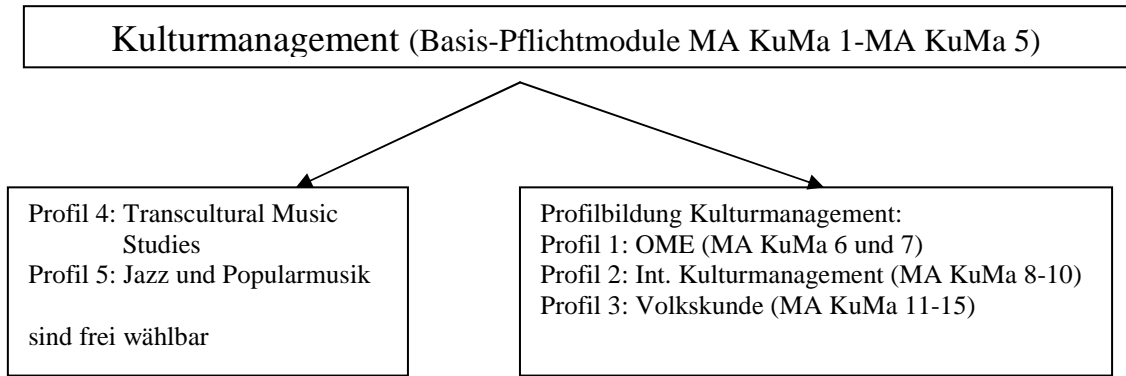 Kulturmanagement (Basis-Pflichtmodule MA KuMa 1-MA KuMa 5)
Profil 4: Transcultural Music
Studies
Profil 5: Jazz und Popularmusik
sind frei wählbar
Profilbildung Kulturmanagement:
Profil 1: OME (MA KuMa 6 und 7)
Profil 2: Int. Kulturmanagement (MA KuMa 8-10)
Profil 3: Volkskunde (MA KuMa 11-15)